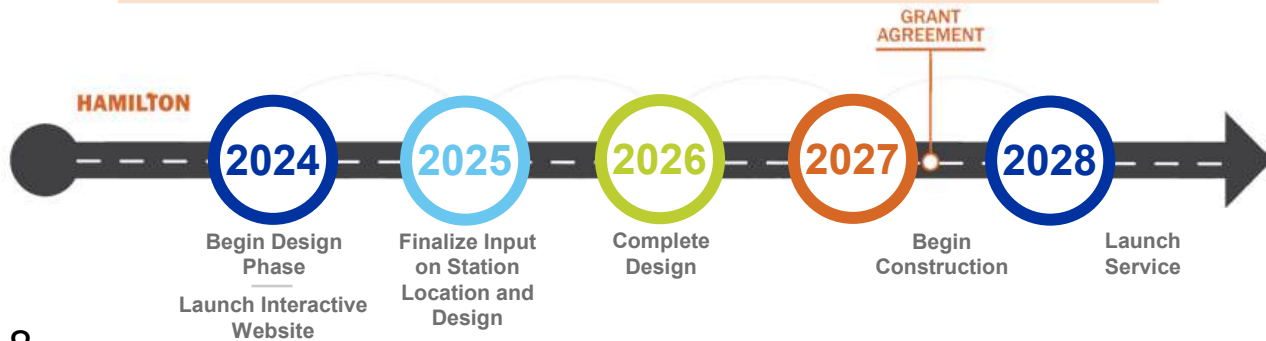 GRANT
AGREEMENT
HAMILTON
2024
2025
2026
2027
2028
Begin Design
Phase
Launch Interactive
Website
Finalize Input
on Station
Location and
Design
Complete
Design
Begin
Construction
Launch
Service